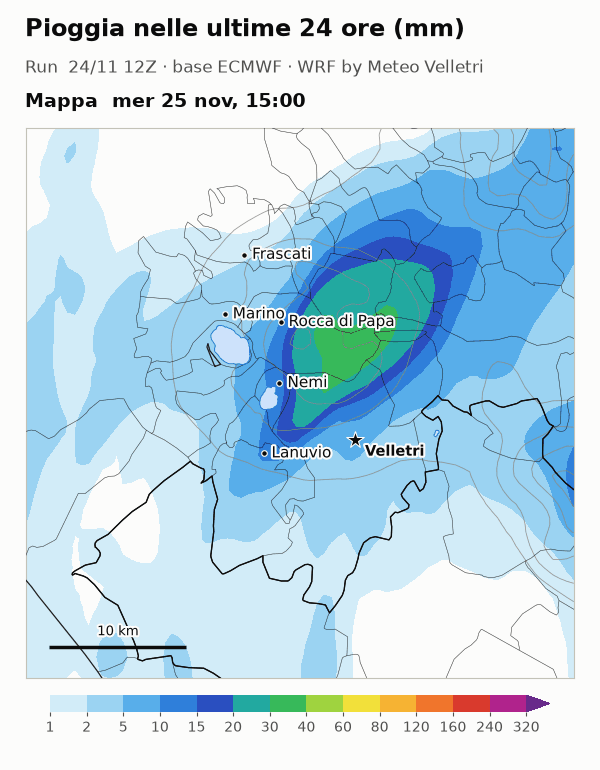 Pioggia nelle ultime 24 ore (mm)
Run  24/11 12Z · base ECMWF · WRF by Meteo Velletri
Mappa  mer 25 nov, 15:00
Frascati
Marino
Rocca di Papa
Nemi
Velletri
Lanuvio
10 km
1 2 5 10 15 20 30 40 60 80 120 160 240 320